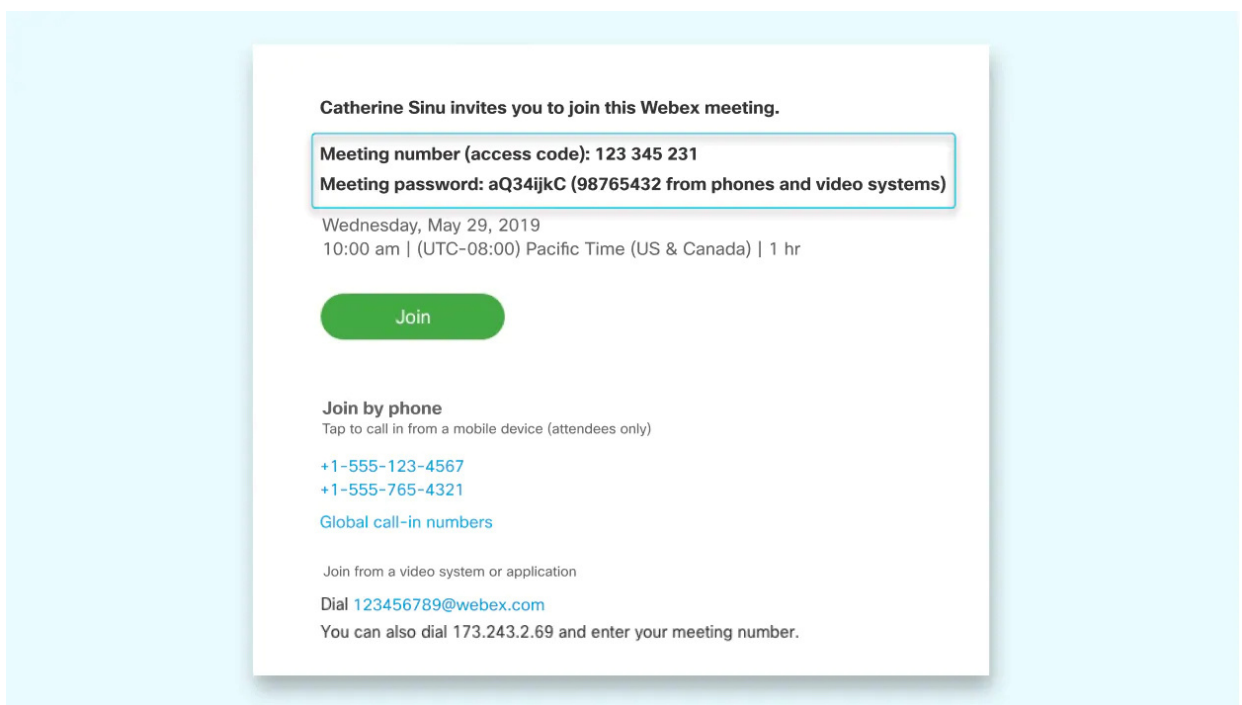 Catherine Sinu invites you to join this Webex meeting.
Meeting number (access code): 123 345 231
Meeting password: aQ34ijkC (98765432 from phones and video systems)
Wednesday, May 29, 2019
10:00 am | (UTC-08:00) Pacific Time (US & Canada) | 1 hr
Join
Join by phone
Tap to call in from a mobile device (attendees only)
+1-555-123-4567
+1-555-765-4321
Global call-in numbers
Join from a video system or application
Dial 123456789@webex.com
You can also dial 173.243.2.69 and enter your meeting number.